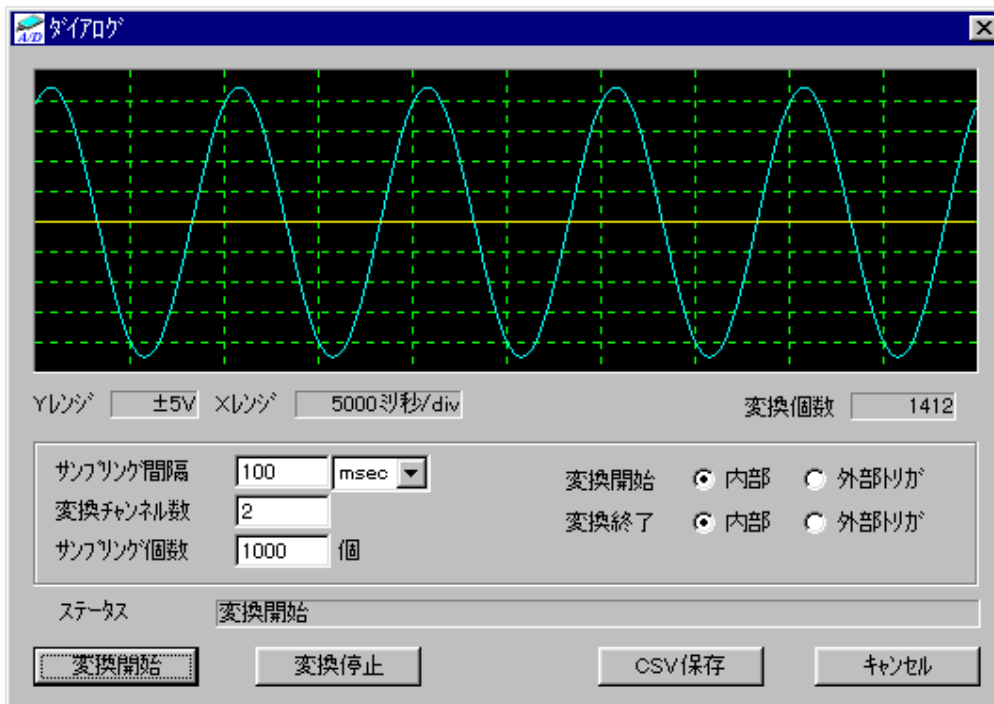 A/D ﾀﾞｲｱﾛｸﾞ
Yﾚﾝｼﾞ ±5V Xﾚﾝｼﾞ 5000ﾐﾘ秒/div 変換個数 1412
ｻﾝﾌﾟﾘﾝｸﾞ間隔 100 msec 変換開始 内部 外部ﾄﾘｶﾞ
変換ﾁｬﾝﾈﾙ数 2 変換終了 内部 外部ﾄﾘｶﾞ
ｻﾝﾌﾟﾘﾝｸﾞ個数 1000 個
ｽﾃｰﾀｽ 変換開始
変換開始 変換停止 CSV保存 ｷｬﾝｾﾙ